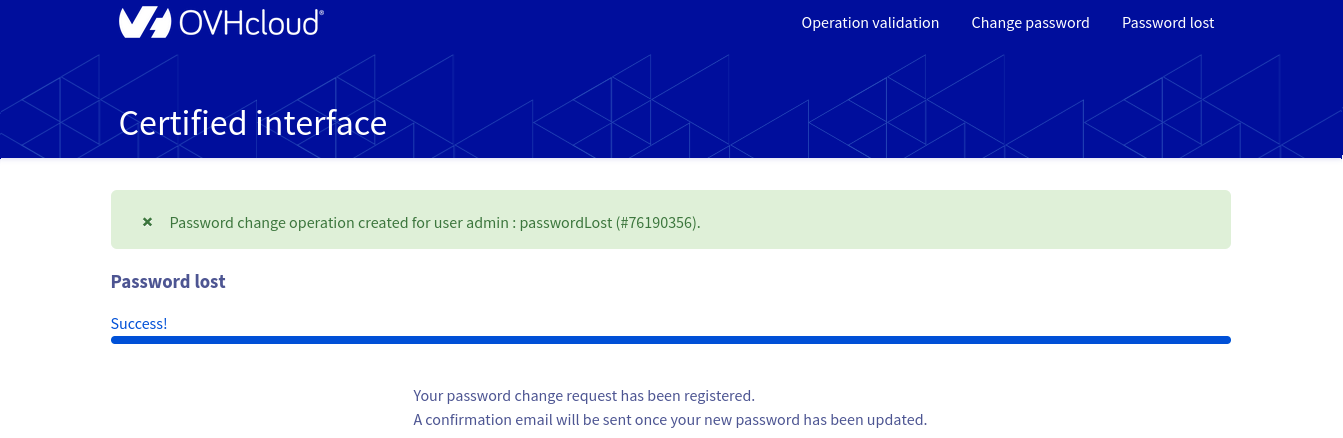 OVHcloud®
Operation validation Change password Password lost
Certified interface
× Password change operation created for user admin : passwordLost (#76190356).
Password lost
Success!
Your password change request has been registered.
A confirmation email will be sent once your new password has been updated.